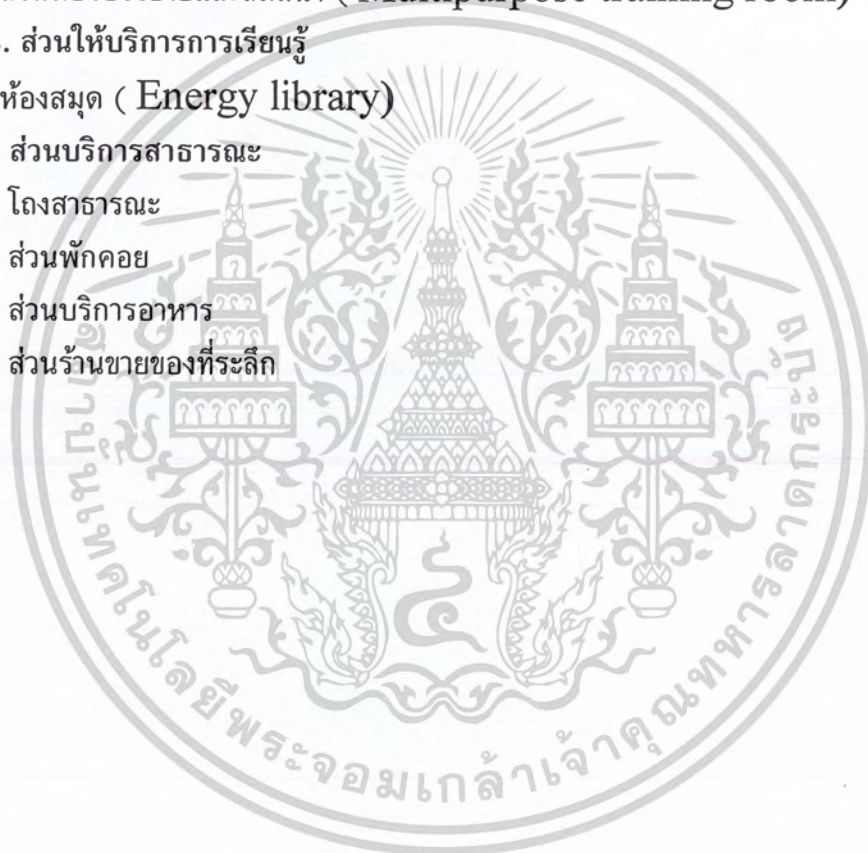 ( Multipurpose training room)
. ส่วนให้บริการการเรียนรู้
ห้องสมุด ( Energy library)
ส่วนบริการสาธารณะ
โถงสาธารณะ
ส่วนพักคอย
ส่วนบริการอาหาร
ส่วนร้านขายของที่ระลึก
สถาบันเทคโนโลยีพระจอมเกล้าเจ้าคุณทหารลาดกระบัง
๔